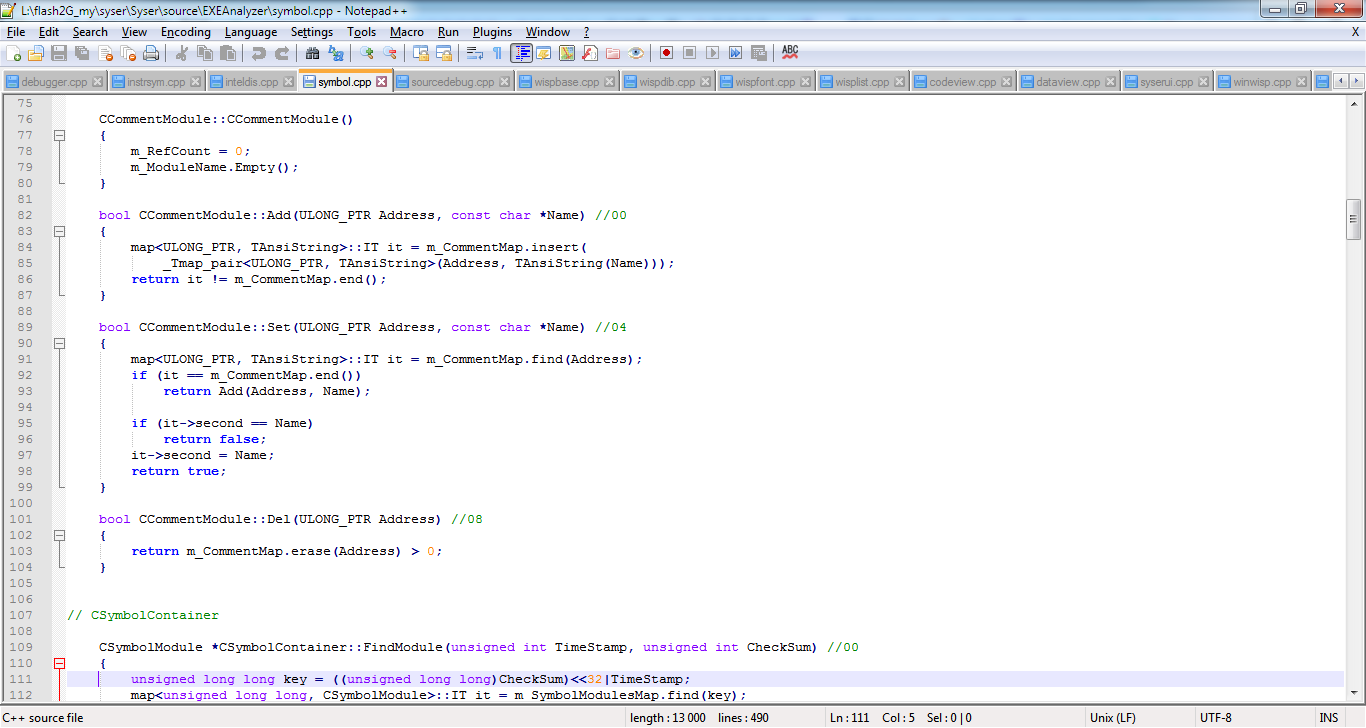 L:\flash2G_my\syser\Syser\source\EXEAnalyzer\symbol.cpp - Notepad++
File Edit Search View Encoding Language Settings Tools Macro Run Plugins Window ? X
ABC
debugger.cpp instrsym.cpp inteldis.cpp symbol.cpp sourcedebug.cpp wispbase.cpp wispdib.cpp wispfont.cpp wisplist.cpp codeview.cpp dataview.cpp syserui.cpp winwisp.cpp
75
76 CCommentModule::CCommentModule()
77 {
78 m_RefCount = 0;
79 m_ModuleName.Empty();
80 }
81
82 bool CCommentModule::Add(ULONG_PTR Address, const char *Name) //00
83 {
84 map<ULONG_PTR, TAnsiString>::IT it = m_CommentMap.insert(
85 _Tmap_pair<ULONG_PTR, TAnsiString>(Address, TAnsiString(Name)));
86 return it != m_CommentMap.end();
87 }
88
89 bool CCommentModule::Set(ULONG_PTR Address, const char *Name) //04
90 {
91 map<ULONG_PTR, TAnsiString>::IT it = m_CommentMap.find(Address);
92 if (it == m_CommentMap.end())
93 return Add(Address, Name);
94
95 if (it->second == Name)
96 return false;
97 it->second = Name;
98 return true;
99 }
100
101 bool CCommentModule::Del(ULONG_PTR Address) //08
102 {
103 return m_CommentMap.erase(Address) > 0;
104 }
105
106
107 // CSymbolContainer
108
109 CSymbolModule *CSymbolContainer::FindModule(unsigned int TimeStamp, unsigned int CheckSum) //00
110 {
111 unsigned long long key = ((unsigned long long)CheckSum)<<32|TimeStamp;
112 map<unsigned long long, CSymbolModule>::IT it = m_SymbolModulesMap.find(key);
C++ source file length : 13 000 lines : 490 Ln : 111 Col : 5 Sel : 0 | 0 Unix (LF) UTF-8 INS